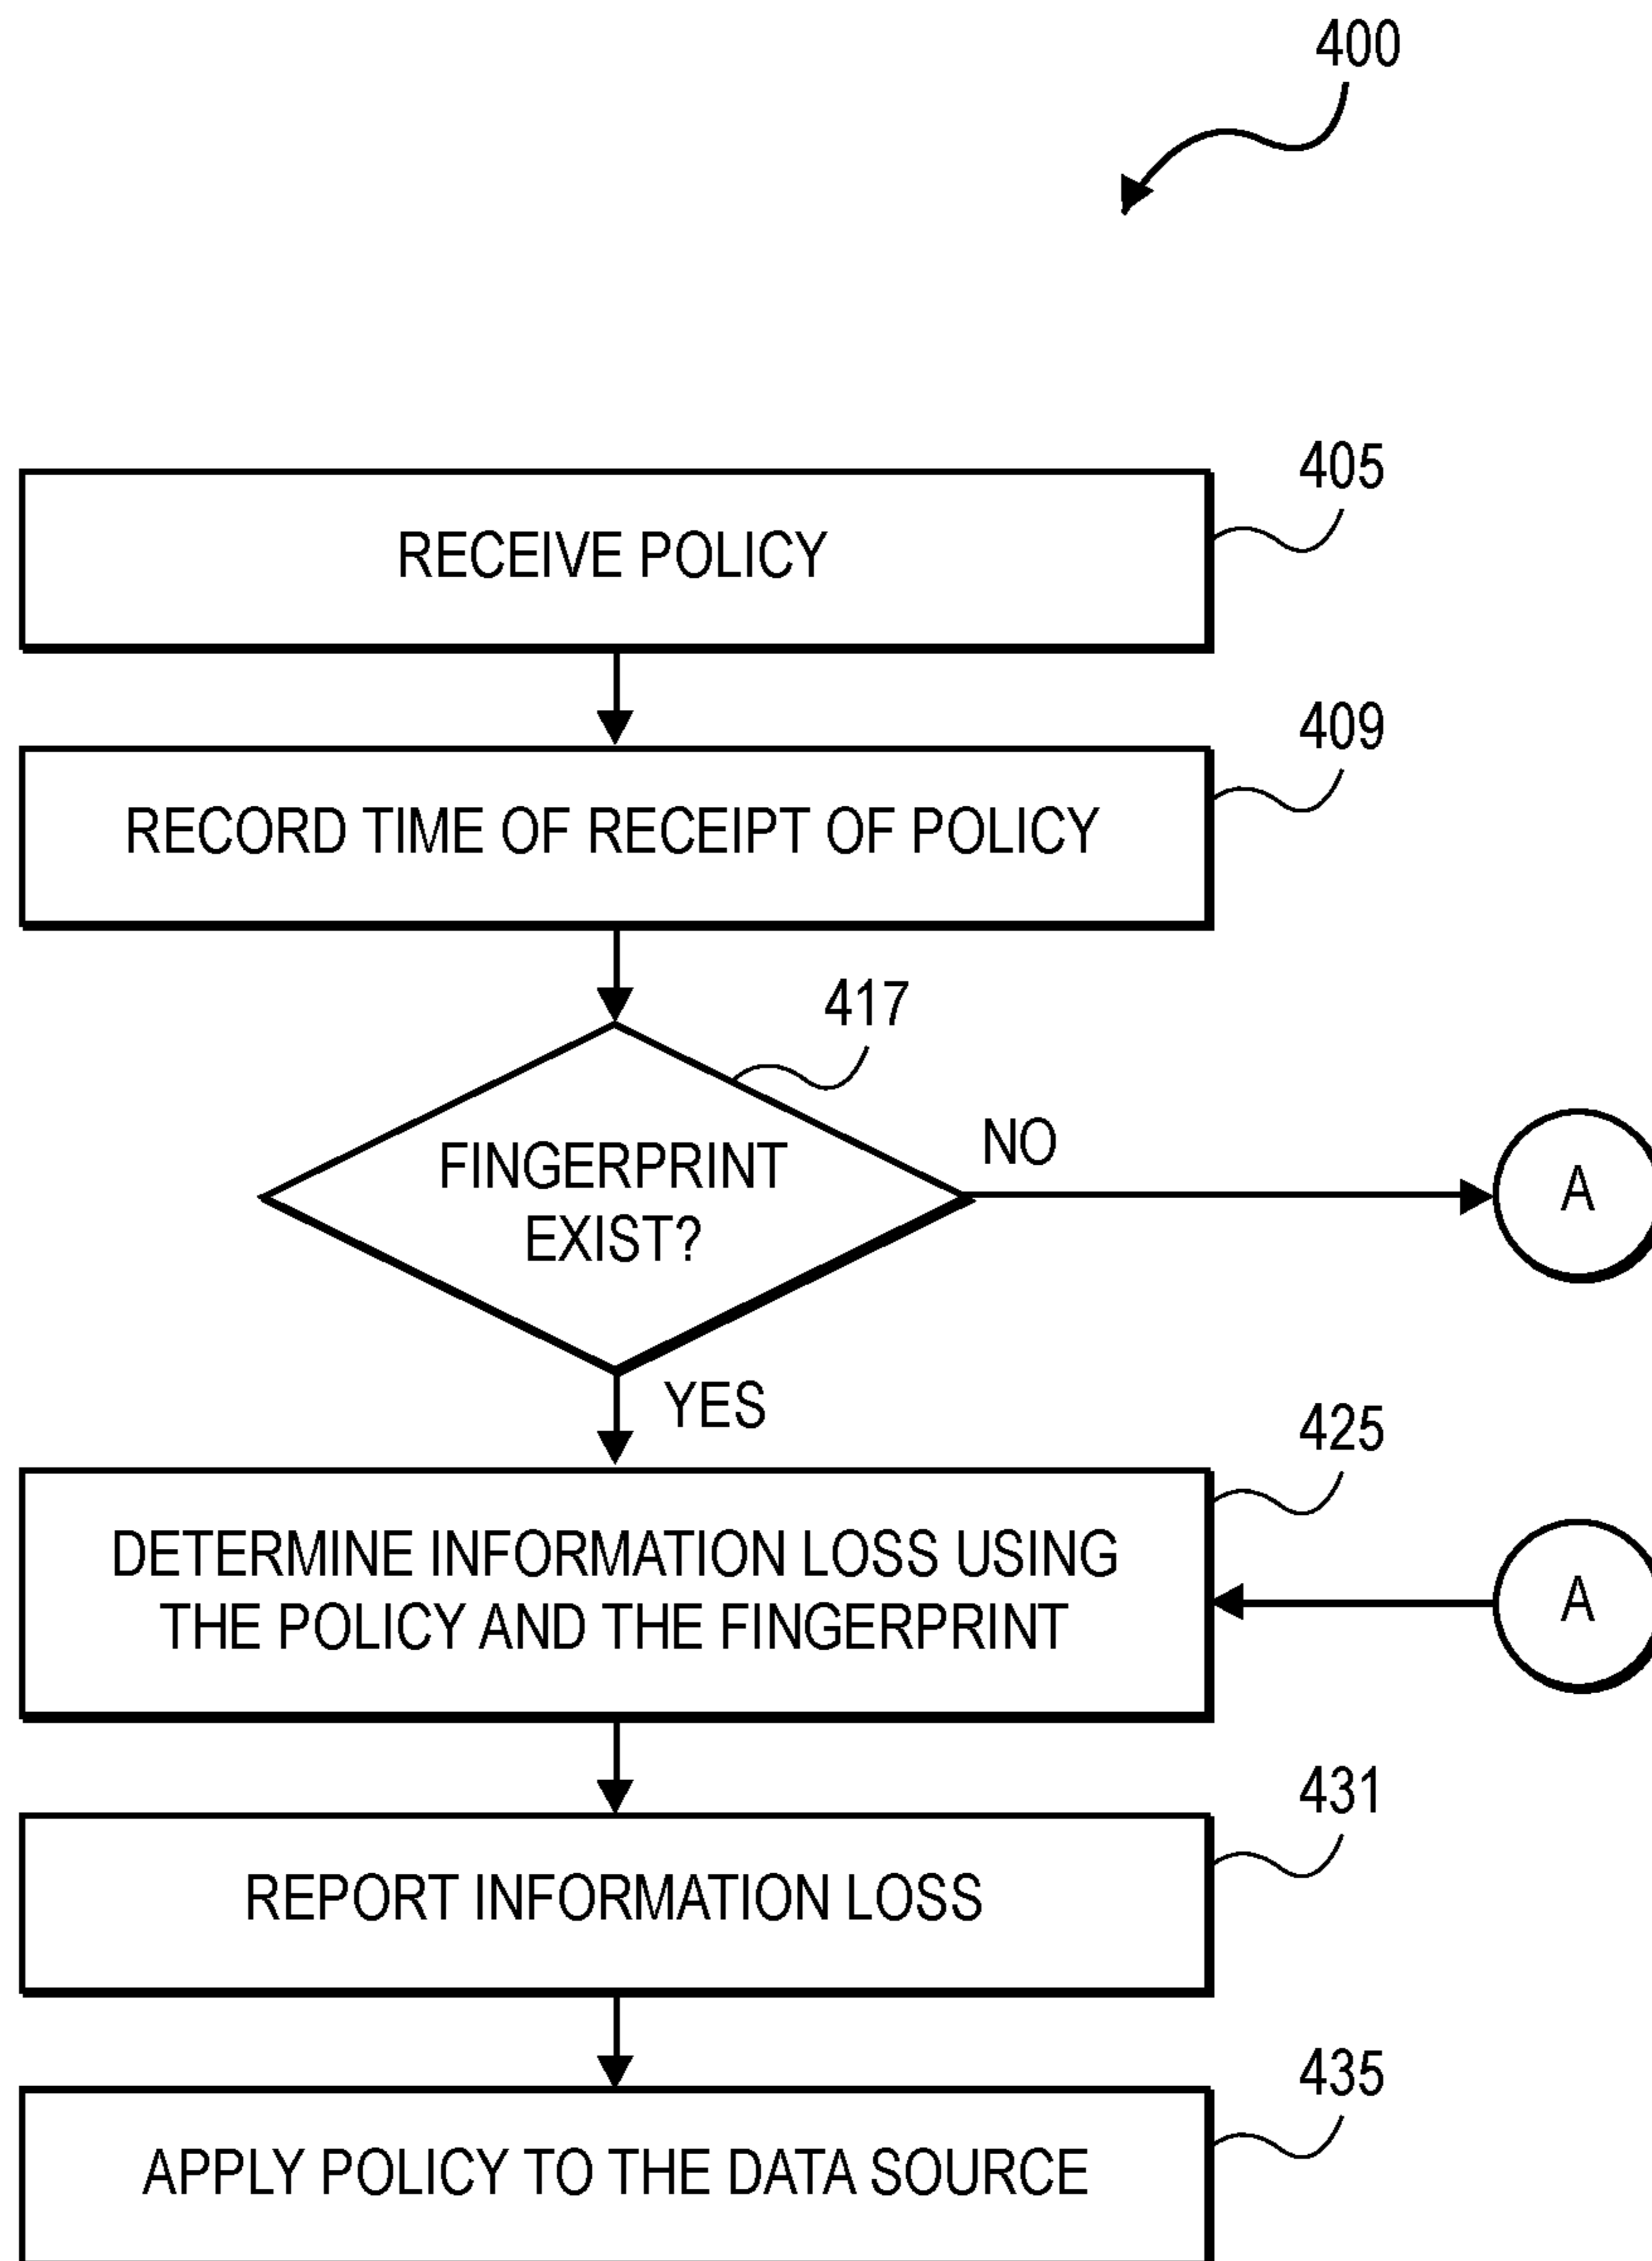 400
405
RECEIVE POLICY
409
RECORD TIME OF RECEIPT OF POLICY
417
FINGERPRINT
EXIST?
NO
A
YES
425
DETERMINE INFORMATION LOSS USING
THE POLICY AND THE FINGERPRINT
A
431
REPORT INFORMATION LOSS
435
APPLY POLICY TO THE DATA SOURCE